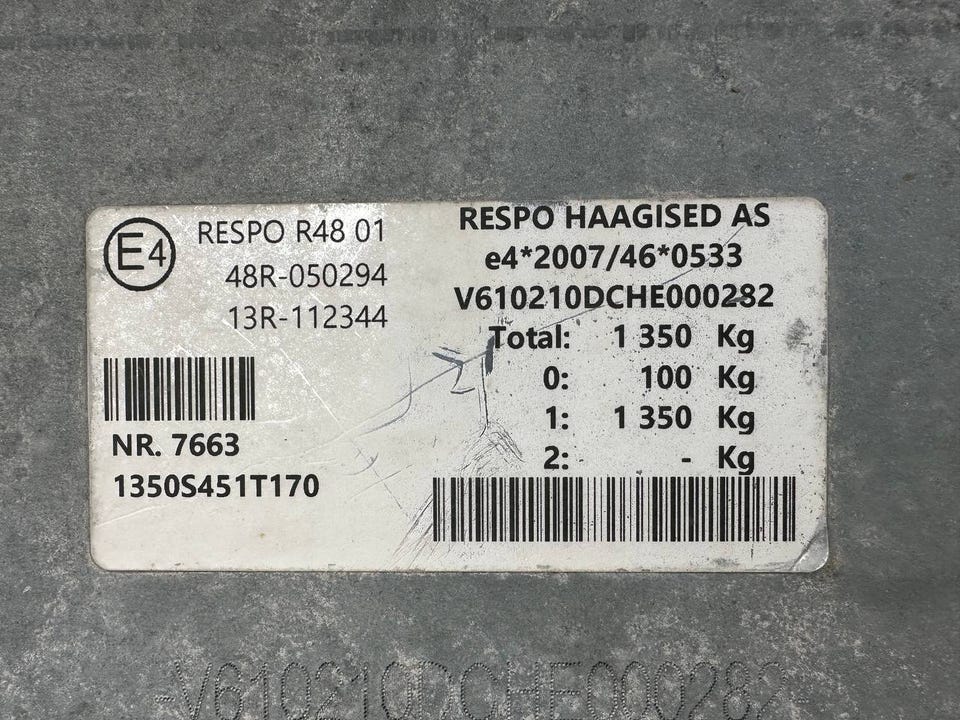 E4
RESPO R48 01
48R-050294
13R-112344
NR. 7663
1350S451T170
RESPO HAAGISED AS
e4*2007/46*0533
V610210DCHE000282
Total: 1 350 Kg
0: 100 Kg
1: 1 350 Kg
2: - Kg
-V610210DCHE000282-